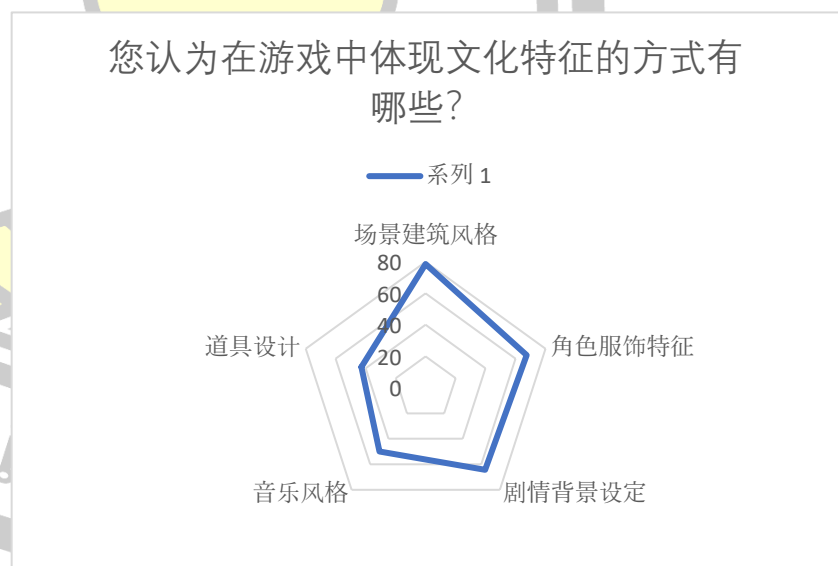 您认为在游戏中体现文化特征的方式有
哪些?
系列 1
场景建筑风格
80
60
40
20
0
道具设计
角色服饰特征
音乐风格
剧情背景设定